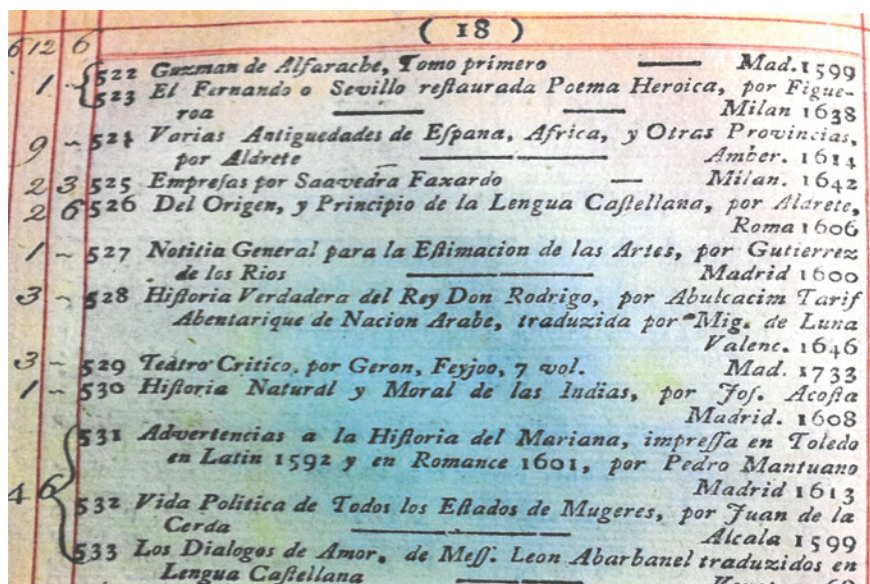 ( 18 )
6 12 6
522 Guzman de Alfarache, Tomo primero —— Mad. 1599
1 523 El Fernando o Sevillo reſtaurada Poema Heroica, por Figue-
roa —— —— Milan 1638
9 - 524 Varias Antiguedades de Eſpana, Africa, y Otras Provincias,
por Aldrete —— Amber. 1614
2 3 525 Empreſas por Saavedra Faxardo — Milan. 1642
2 6 526 Del Origen, y Principio de la Lengua Caſtellana, por Aldrete,
Roma 1606
1 - 527 Notitia General para la Eſtimacion de las Artes, por Gutierrez
de los Rios —— Madrid 1600
3 - 528 Hiſtoria Verdadera del Rey Don Rodrigo, por Abulcacim Tarif
Abentarique de Nacion Arabe, traduzida por Mig. de Luna
Valenc. 1646
3 - 529 Teatro Critico, por Geron, Feyjoo, 7 vol. Mad. 1733
1 - 530 Hiſtoria Natural y Moral de las Indias, por Joſ. Acoſta
Madrid. 1608
531 Advertencias a la Hiſtoria del Mariana, impreſſa en Toledo
en Latin 1592 y en Romance 1601, por Pedro Mantuano
Madrid 1613
4 6 532 Vida Politica de Todos los Eſtados de Mugeres, por Juan de la
Cerda —— Alcala 1599
533 Los Dialogos de Amor, de Meſſ. Leon Abarbanel traduzidos en
Lengua Caſtellana